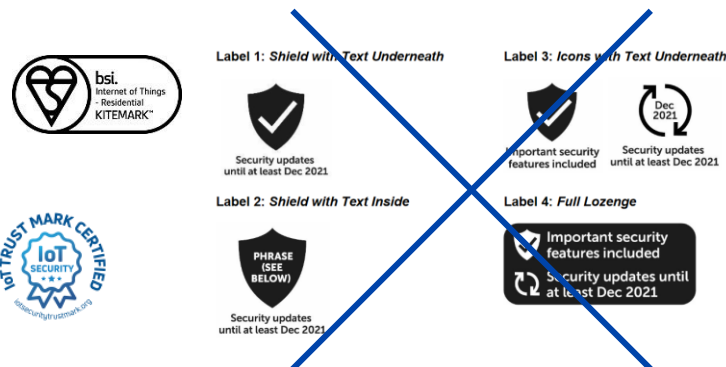 bsi.
Internet of Things
- Residential
KITEMARK™
IoT TRUST MARK CERTIFIED
IoT
SECURITY
iotsecuritytrustmark.org
Label 1: Shield with Text Underneath
Security updates
until at least Dec 2021
Label 2: Shield with Text Inside
PHRASE
(SEE
BELOW)
Security updates
until at least Dec 2021
Label 3: Icons with Text Underneath
Important security
features included
Dec
2021
Security updates
until at least Dec 2021
Label 4: Full Lozenge
Important security
features included
Security updates until
at least Dec 2021